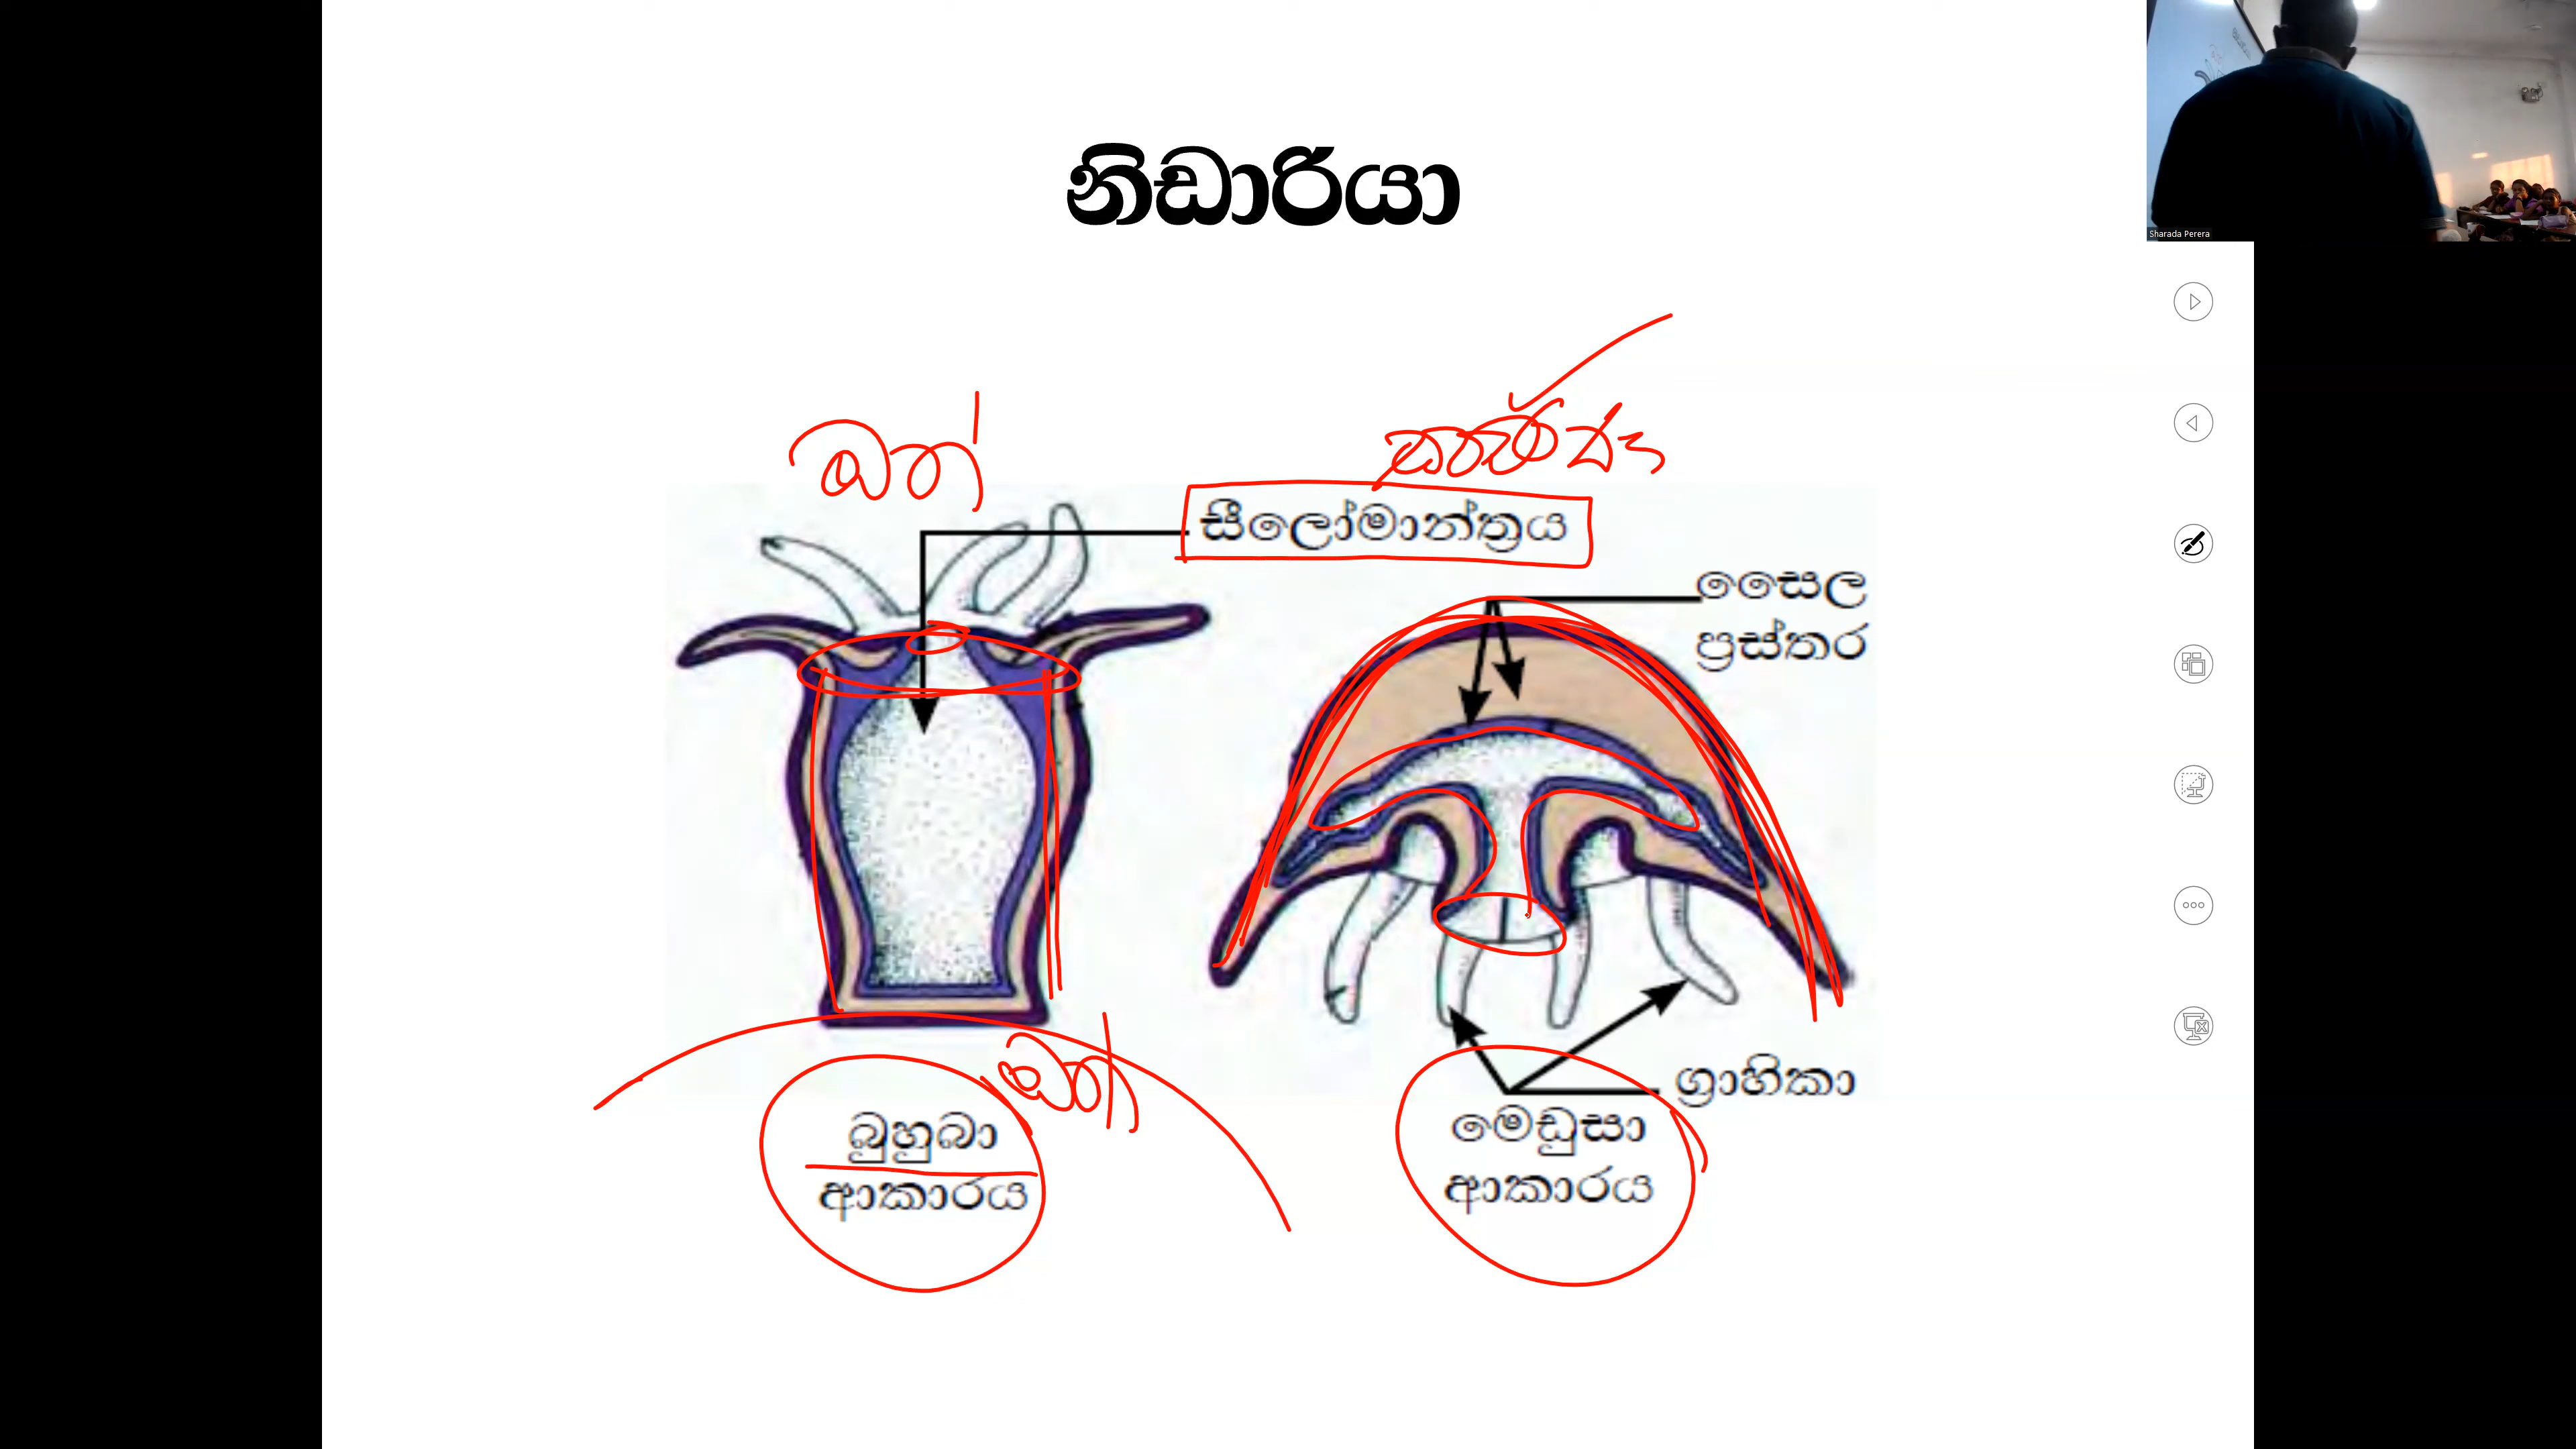 Sharada Perera
නිඩාරියා
සීලෝමාන්ත්‍රය
සෛල
ප්‍රස්තර
ග්‍රාහිකා
බුහුබා
ආකාරය
මෙඩුසා
ආකාරය